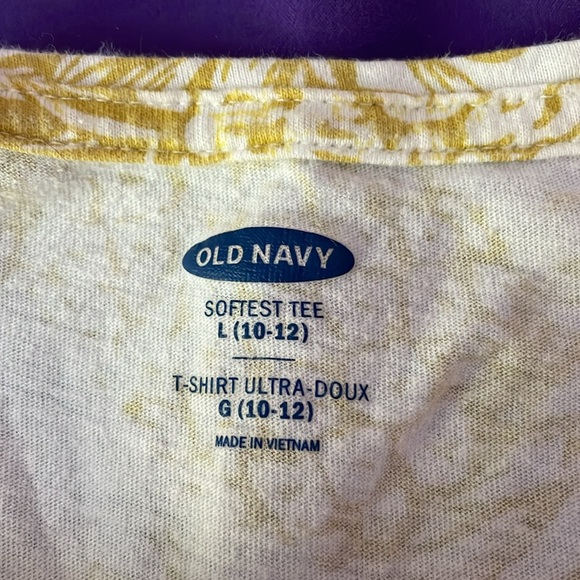 OLD NAVY
SOFTEST TEE
L (10-12)
T-SHIRT ULTRA-DOUX
G (10-12)
MADE IN VIETNAM